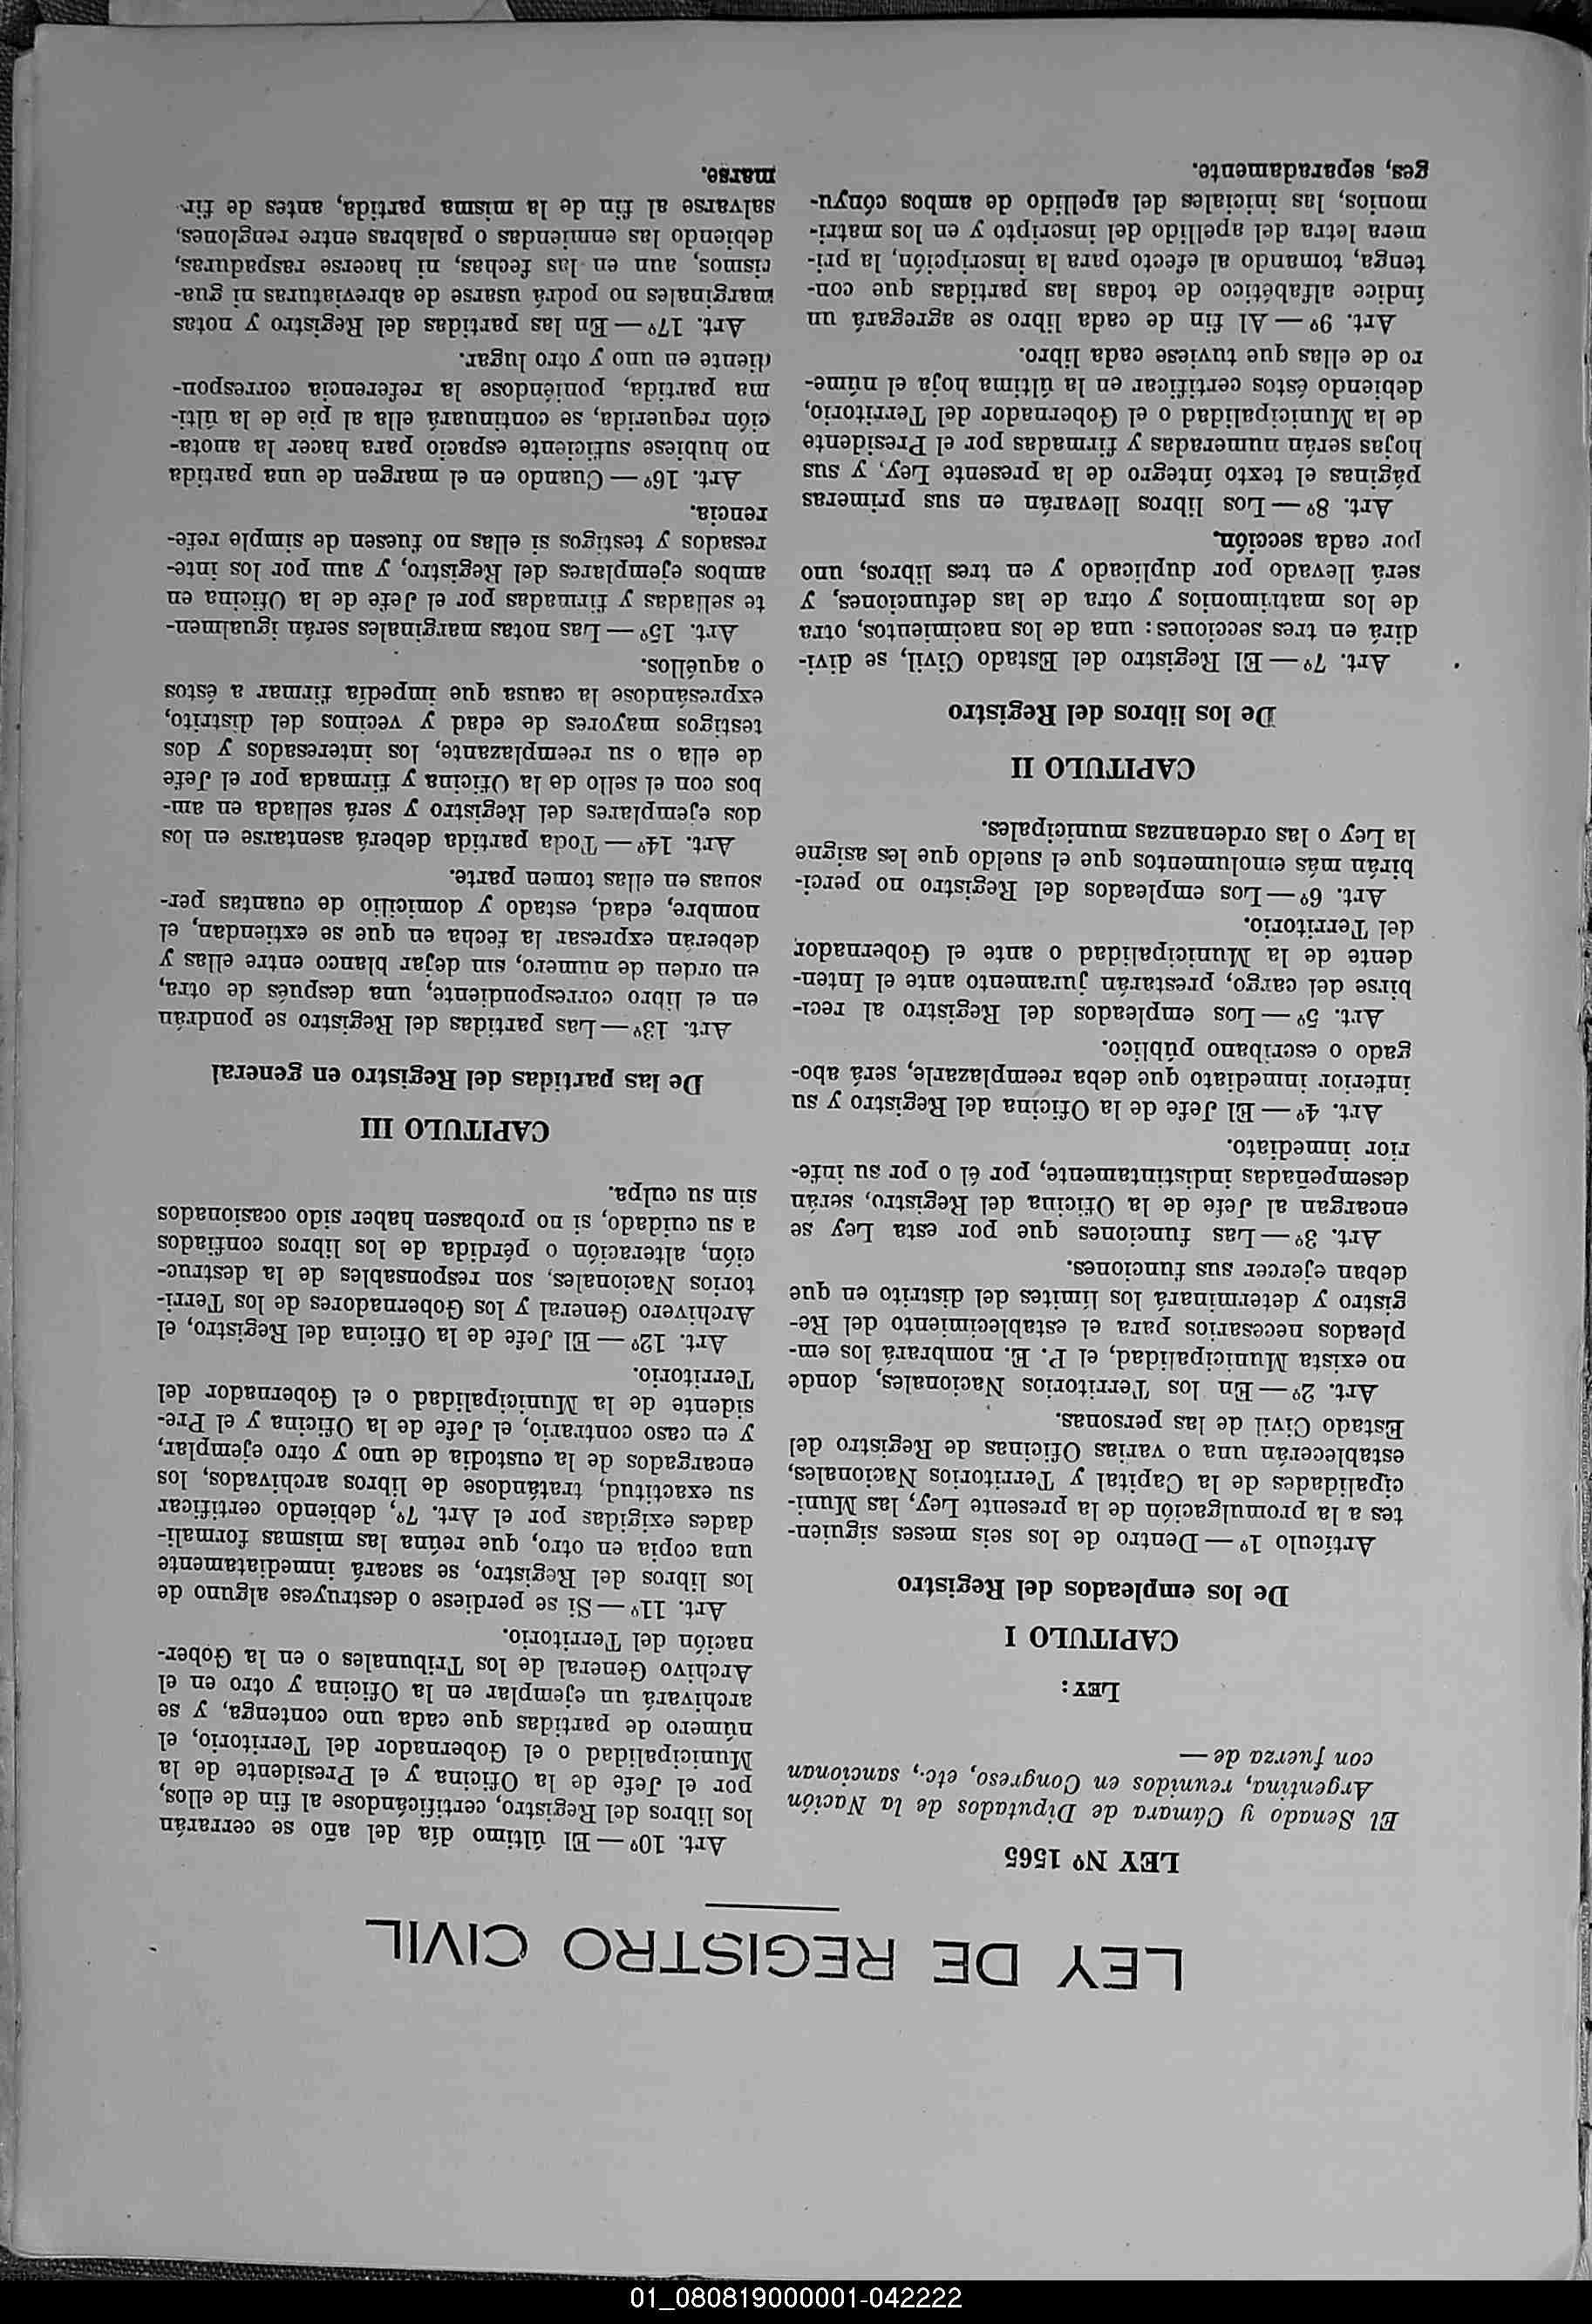 LEY DE REGISTRO CIVIL
LEY Nº 1565
El Senado y Cámara de Diputados de la Nación
Argentina, reunidos en Congreso, etc., sancionan
con fuerza de —
LEY:
CAPITULO I
De los empleados del Registro
Artículo 1º — Dentro de los seis meses siguien-
tes a la promulgación de la presente Ley, las Muni-
cipalidades de la Capital y Territorios Nacionales,
establecerán una o varias Oficinas de Registro del
Estado Civil de las personas.
Art. 2º — En los Territorios Nacionales, donde
no exista Municipalidad, el P. E. nombrará los em-
pleados necesarios para el establecimiento del Re-
gistro y determinará los límites del distrito en que
deban ejercer sus funciones.
Art. 3º — Las funciones que por esta Ley se
encargan al Jefe de la Oficina del Registro, serán
desempeñadas indistintamente, por él o por su infe-
rior inmediato.
Art. 4º — El Jefe de la Oficina del Registro y su
inferior inmediato que deba reemplazarle, será abo-
gado o escribano público.
Art. 5º — Los empleados del Registro al reci-
birse del cargo, prestarán juramento ante el Inten-
dente de la Municipalidad o ante el Gobernador
del Territorio.
Art. 6º — Los empleados del Registro no perci-
birán más emolumentos que el sueldo que les asigne
la Ley o las ordenanzas municipales.
CAPITULO II
De los libros del Registro
Art. 7º — El Registro del Estado Civil, se divi-
dirá en tres secciones: una de los nacimientos, otra
de los matrimonios y otra de las defunciones, y
será llevado por duplicado y en tres libros, uno
por cada sección.
Art. 8º — Los libros llevarán en sus primeras
páginas el texto íntegro de la presente Ley, y sus
hojas serán numeradas y firmadas por el Presidente
de la Municipalidad o el Gobernador del Territorio,
debiendo éstos certificar en la última hoja el núme-
ro de ellas que tuviese cada libro.
Art. 9º — Al fin de cada libro se agregará un
índice alfabético de todas las partidas que con-
tenga, tomando al efecto para la inscripción, la pri-
mera letra del apellido del inscripto y en los matri-
monios, las iniciales del apellido de ambos cónyu-
ges, separadamente.
Art. 10º — El último día del año se cerrarán
los libros del Registro, certificándose al fin de ellos,
por el Jefe de la Oficina y el Presidente de la
Municipalidad o el Gobernador del Territorio, el
número de partidas que cada uno contenga, y se
archivará un ejemplar en la Oficina y otro en el
Archivo General de los Tribunales o en la Gober-
nación del Territorio.
Art. 11º — Si se perdiese o destruyese alguno de
los libros del Registro, se sacará inmediatamente
una copia en otro, que reúna las mismas formali-
dades exigidas por el Art. 7º, debiendo certificar
su exactitud, tratándose de libros archivados, los
encargados de la custodia de uno y otro ejemplar,
y en caso contrario, el Jefe de la Oficina y el Pre-
sidente de la Municipalidad o el Gobernador del
Territorio.
Art. 12º — El Jefe de la Oficina del Registro, el
Archivero General y los Gobernadores de los Terri-
torios Nacionales, son responsables de la destruc-
ción, alteración o pérdida de los libros confiados
a su cuidado, si no probasen haber sido ocasionados
sin su culpa.
CAPITULO III
De las partidas del Registro en general
Art. 13º — Las partidas del Registro se pondrán
en el libro correspondiente, una después de otra,
en orden de número, sin dejar blanco entre ellas y
deberán expresar la fecha en que se extiendan, el
nombre, edad, estado y domicilio de cuantas per-
sonas en ellas tomen parte.
Art. 14º — Toda partida deberá asentarse en los
dos ejemplares del Registro y será sellada en am-
bos con el sello de la Oficina y firmada por el Jefe
de ella o su reemplazante, los interesados y dos
testigos mayores de edad y vecinos del distrito,
expresándose la causa que impedía firmar a éstos
o aquéllos.
Art. 15º — Las notas marginales serán igualmen-
te selladas y firmadas por el Jefe de la Oficina en
ambos ejemplares del Registro, y aun por los inte-
resados y testigos si ellas no fuesen de simple refe-
rencia.
Art. 16º — Cuando en el margen de una partida
no hubiese suficiente espacio para hacer la anota-
ción requerida, se continuará ella al pie de la últi-
ma partida, poniéndose la referencia correspon-
diente en uno y otro lugar.
Art. 17º — En las partidas del Registro y notas
marginales no podrá usarse de abreviaturas ni gua-
rismos, aun en las fechas, ni hacerse raspaduras,
debiendo las enmiendas o palabras entre renglones,
salvarse al fin de la misma partida, antes de fir-
marse.
01_080819000001-042222